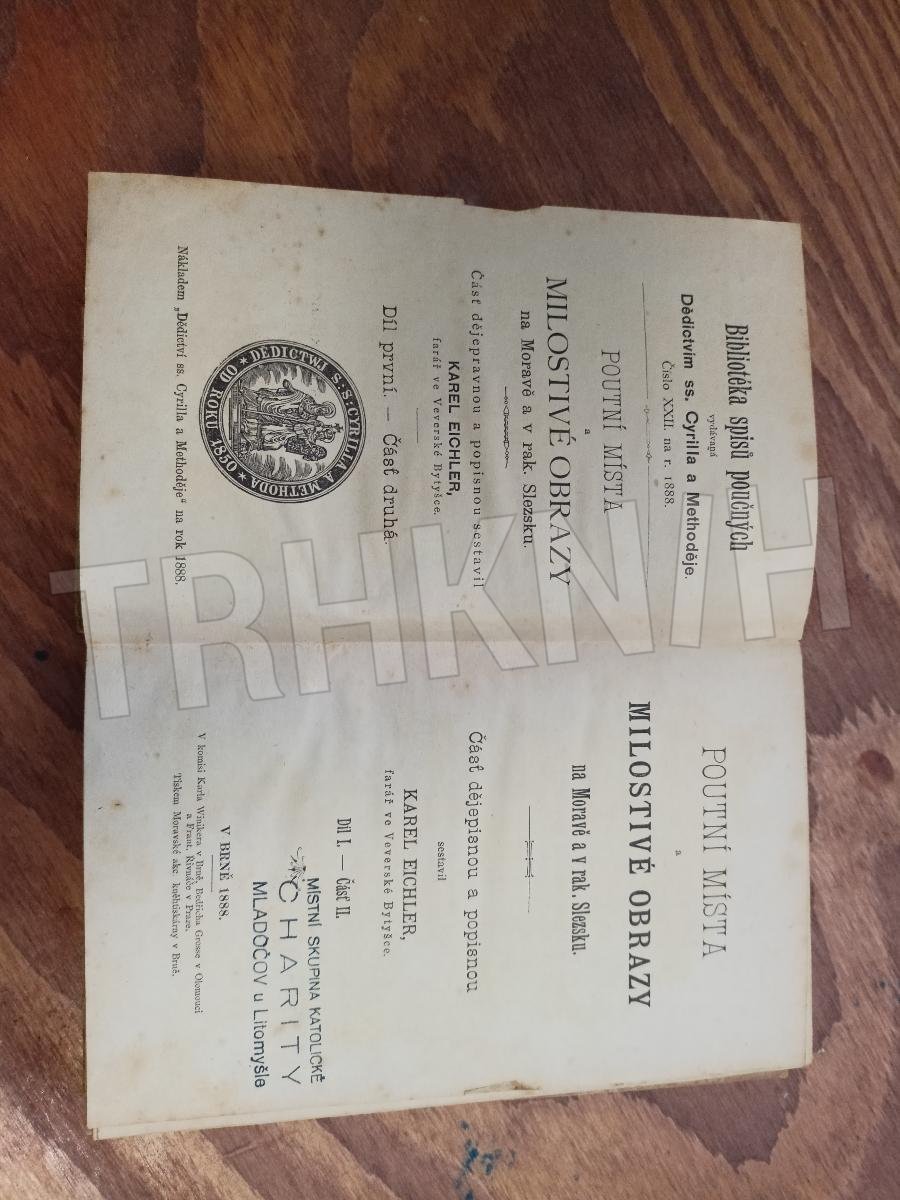 Bibliotéka spisů poučných
vydávaná
Dědictvím ss. Cyrilla a Methoděje.
Číslo XXII. na r. 1888.
POUTNÍ MÍSTA
a
MILOSTIVÉ OBRAZY
na Moravě a v rak. Slezsku.
Část dějepravnou a popisnou sestavil
KAREL EICHLER,
farář ve Veverské Bytyšce.
Díl první. — Část druhá.
DĚDICTWA S.S. CYRILLA A METHODA
OD ROKU 1850
Nákladem „Dědictví ss. Cyrilla a Methoděje“ na rok 1888.
POUTNÍ MÍSTA
a
MILOSTIVÉ OBRAZY
na Moravě a v rak. Slezsku.
Část dějepisnou a popisnou
sestavil
KAREL EICHLER,
farář ve Veverské Bytyšce.
Díl I. — Část II.
MÍSTNÍ SKUPINA KATOLICKÉ
CHARITY
MLADOČOV u Litomyšle
V BRNĚ 1888.
V komisi Karla Winikera v Brně, Bedřicha Grosse v Olomouci
a Frant. Řivnáče v Praze.
Tiskem Moravské akc. knihtiskárny v Brně.
TRHKNIH